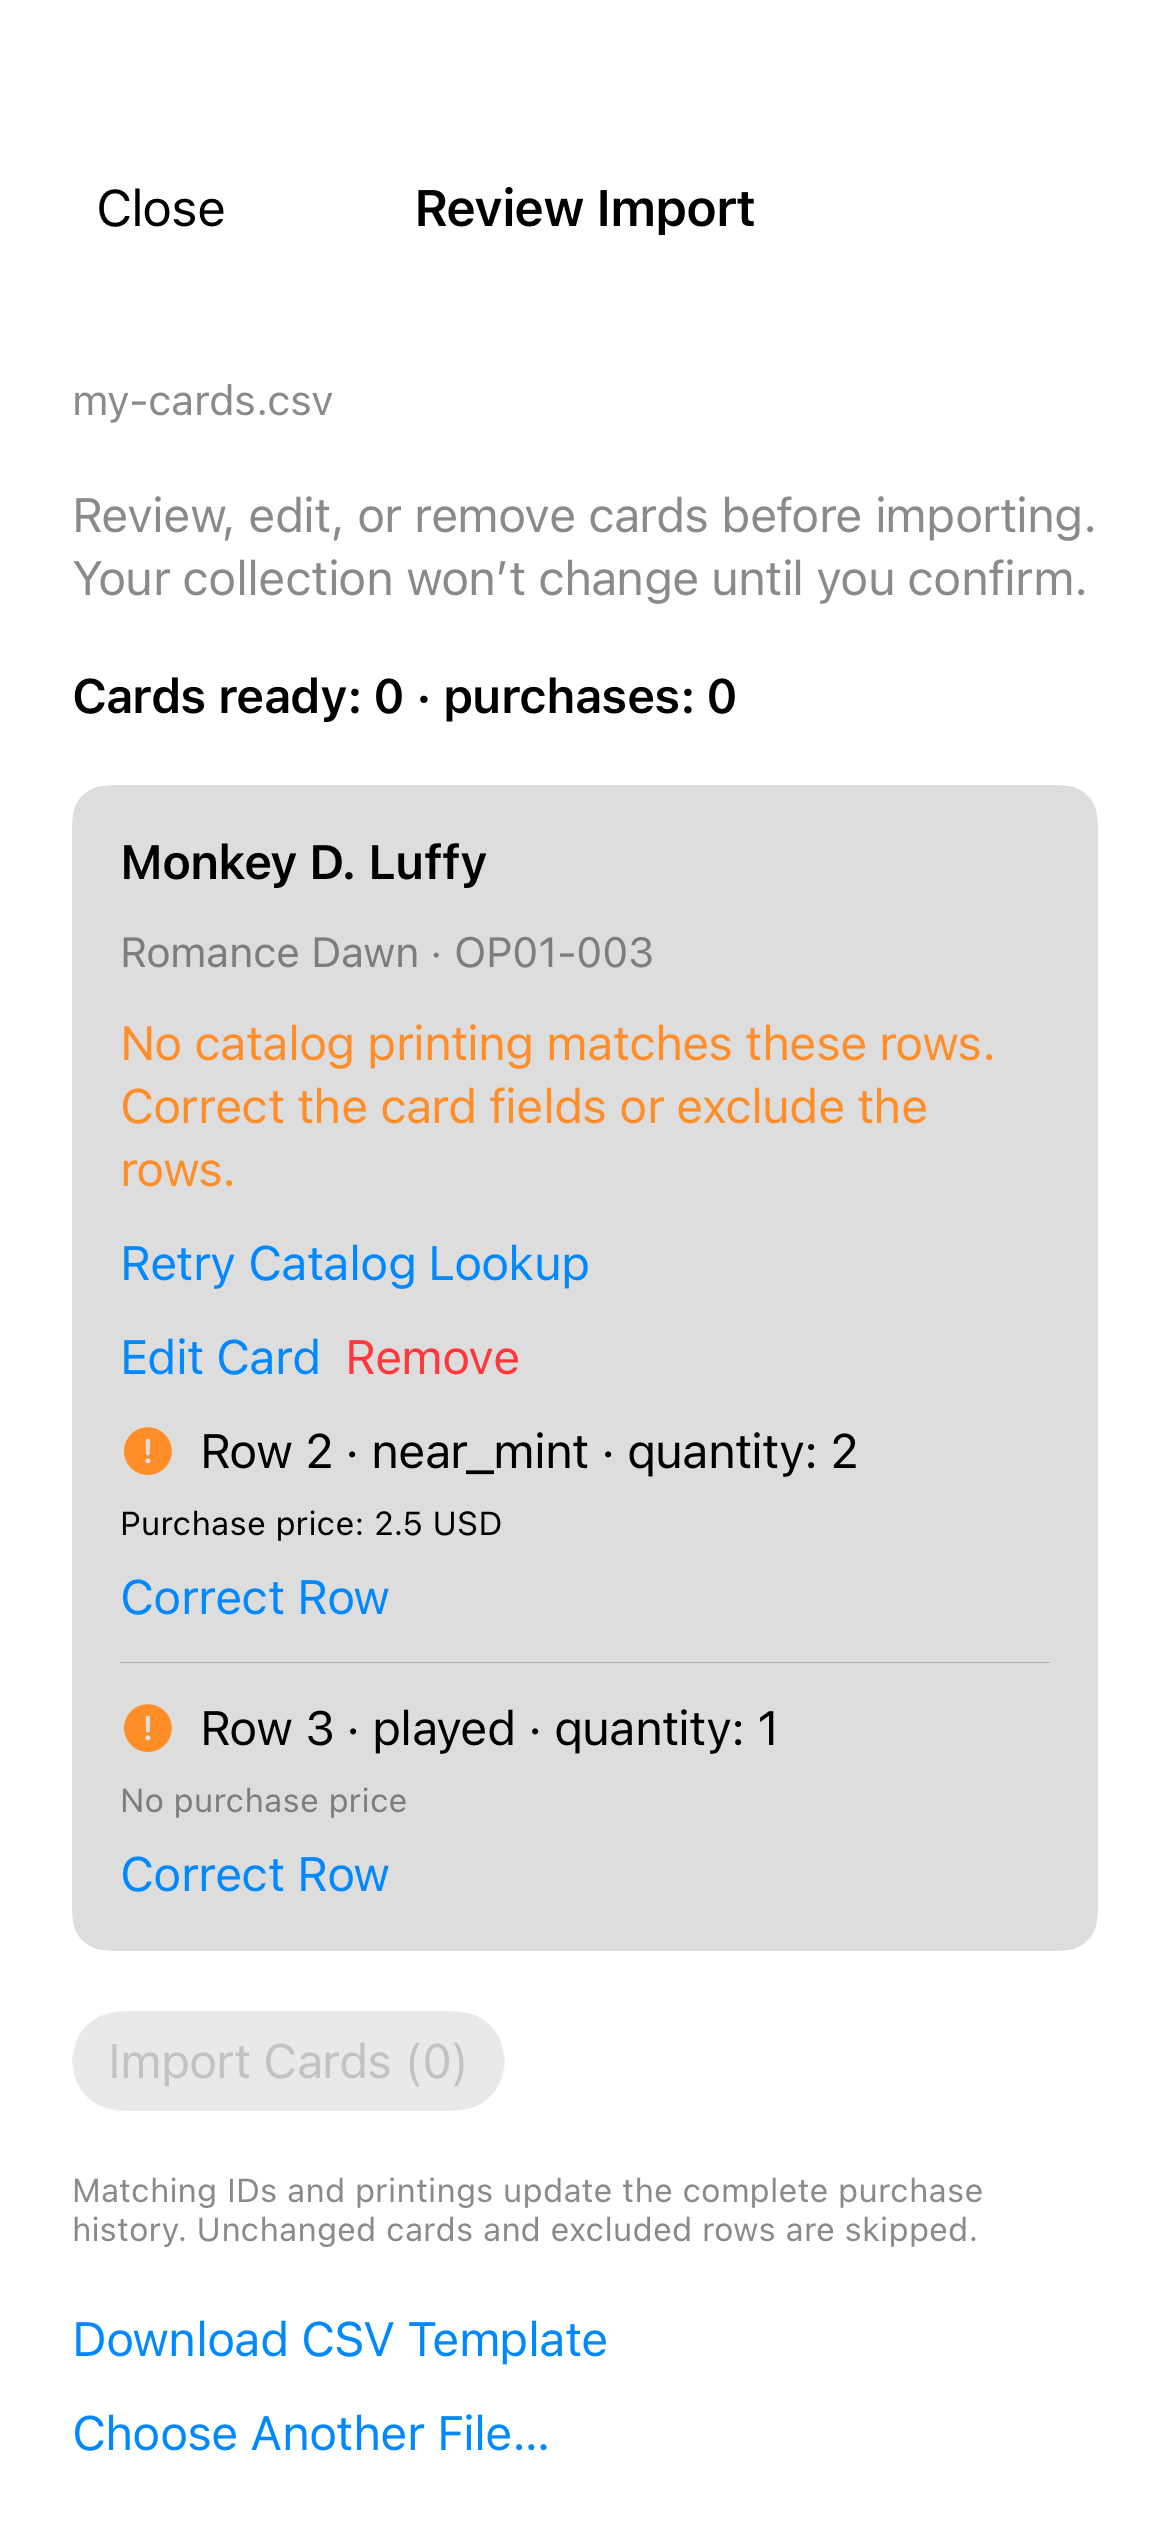 Close
Review Import
my-cards.csv
Review, edit, or remove cards before importing.
Your collection won’t change until you confirm.
Cards ready: 0 · purchases: 0
Monkey D. Luffy
Romance Dawn · OP01-003
No catalog printing matches these rows.
Correct the card fields or exclude the
rows.
Retry Catalog Lookup
Edit Card Remove
Row 2 · near_mint · quantity: 2
Purchase price: 2.5 USD
Correct Row
Row 3 · played · quantity: 1
No purchase price
Correct Row
Import Cards (0)
Matching IDs and printings update the complete purchase
history. Unchanged cards and excluded rows are skipped.
Download CSV Template
Choose Another File...